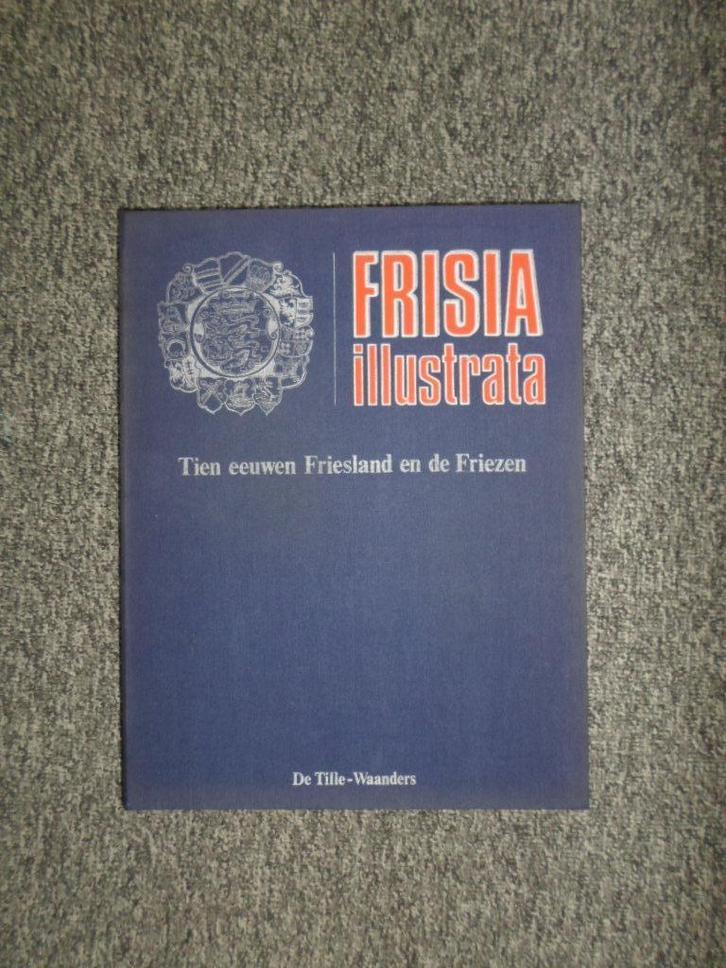 FRISIA
illustrata
Tien eeuwen Friesland en de Friezen
De Tille-Waanders